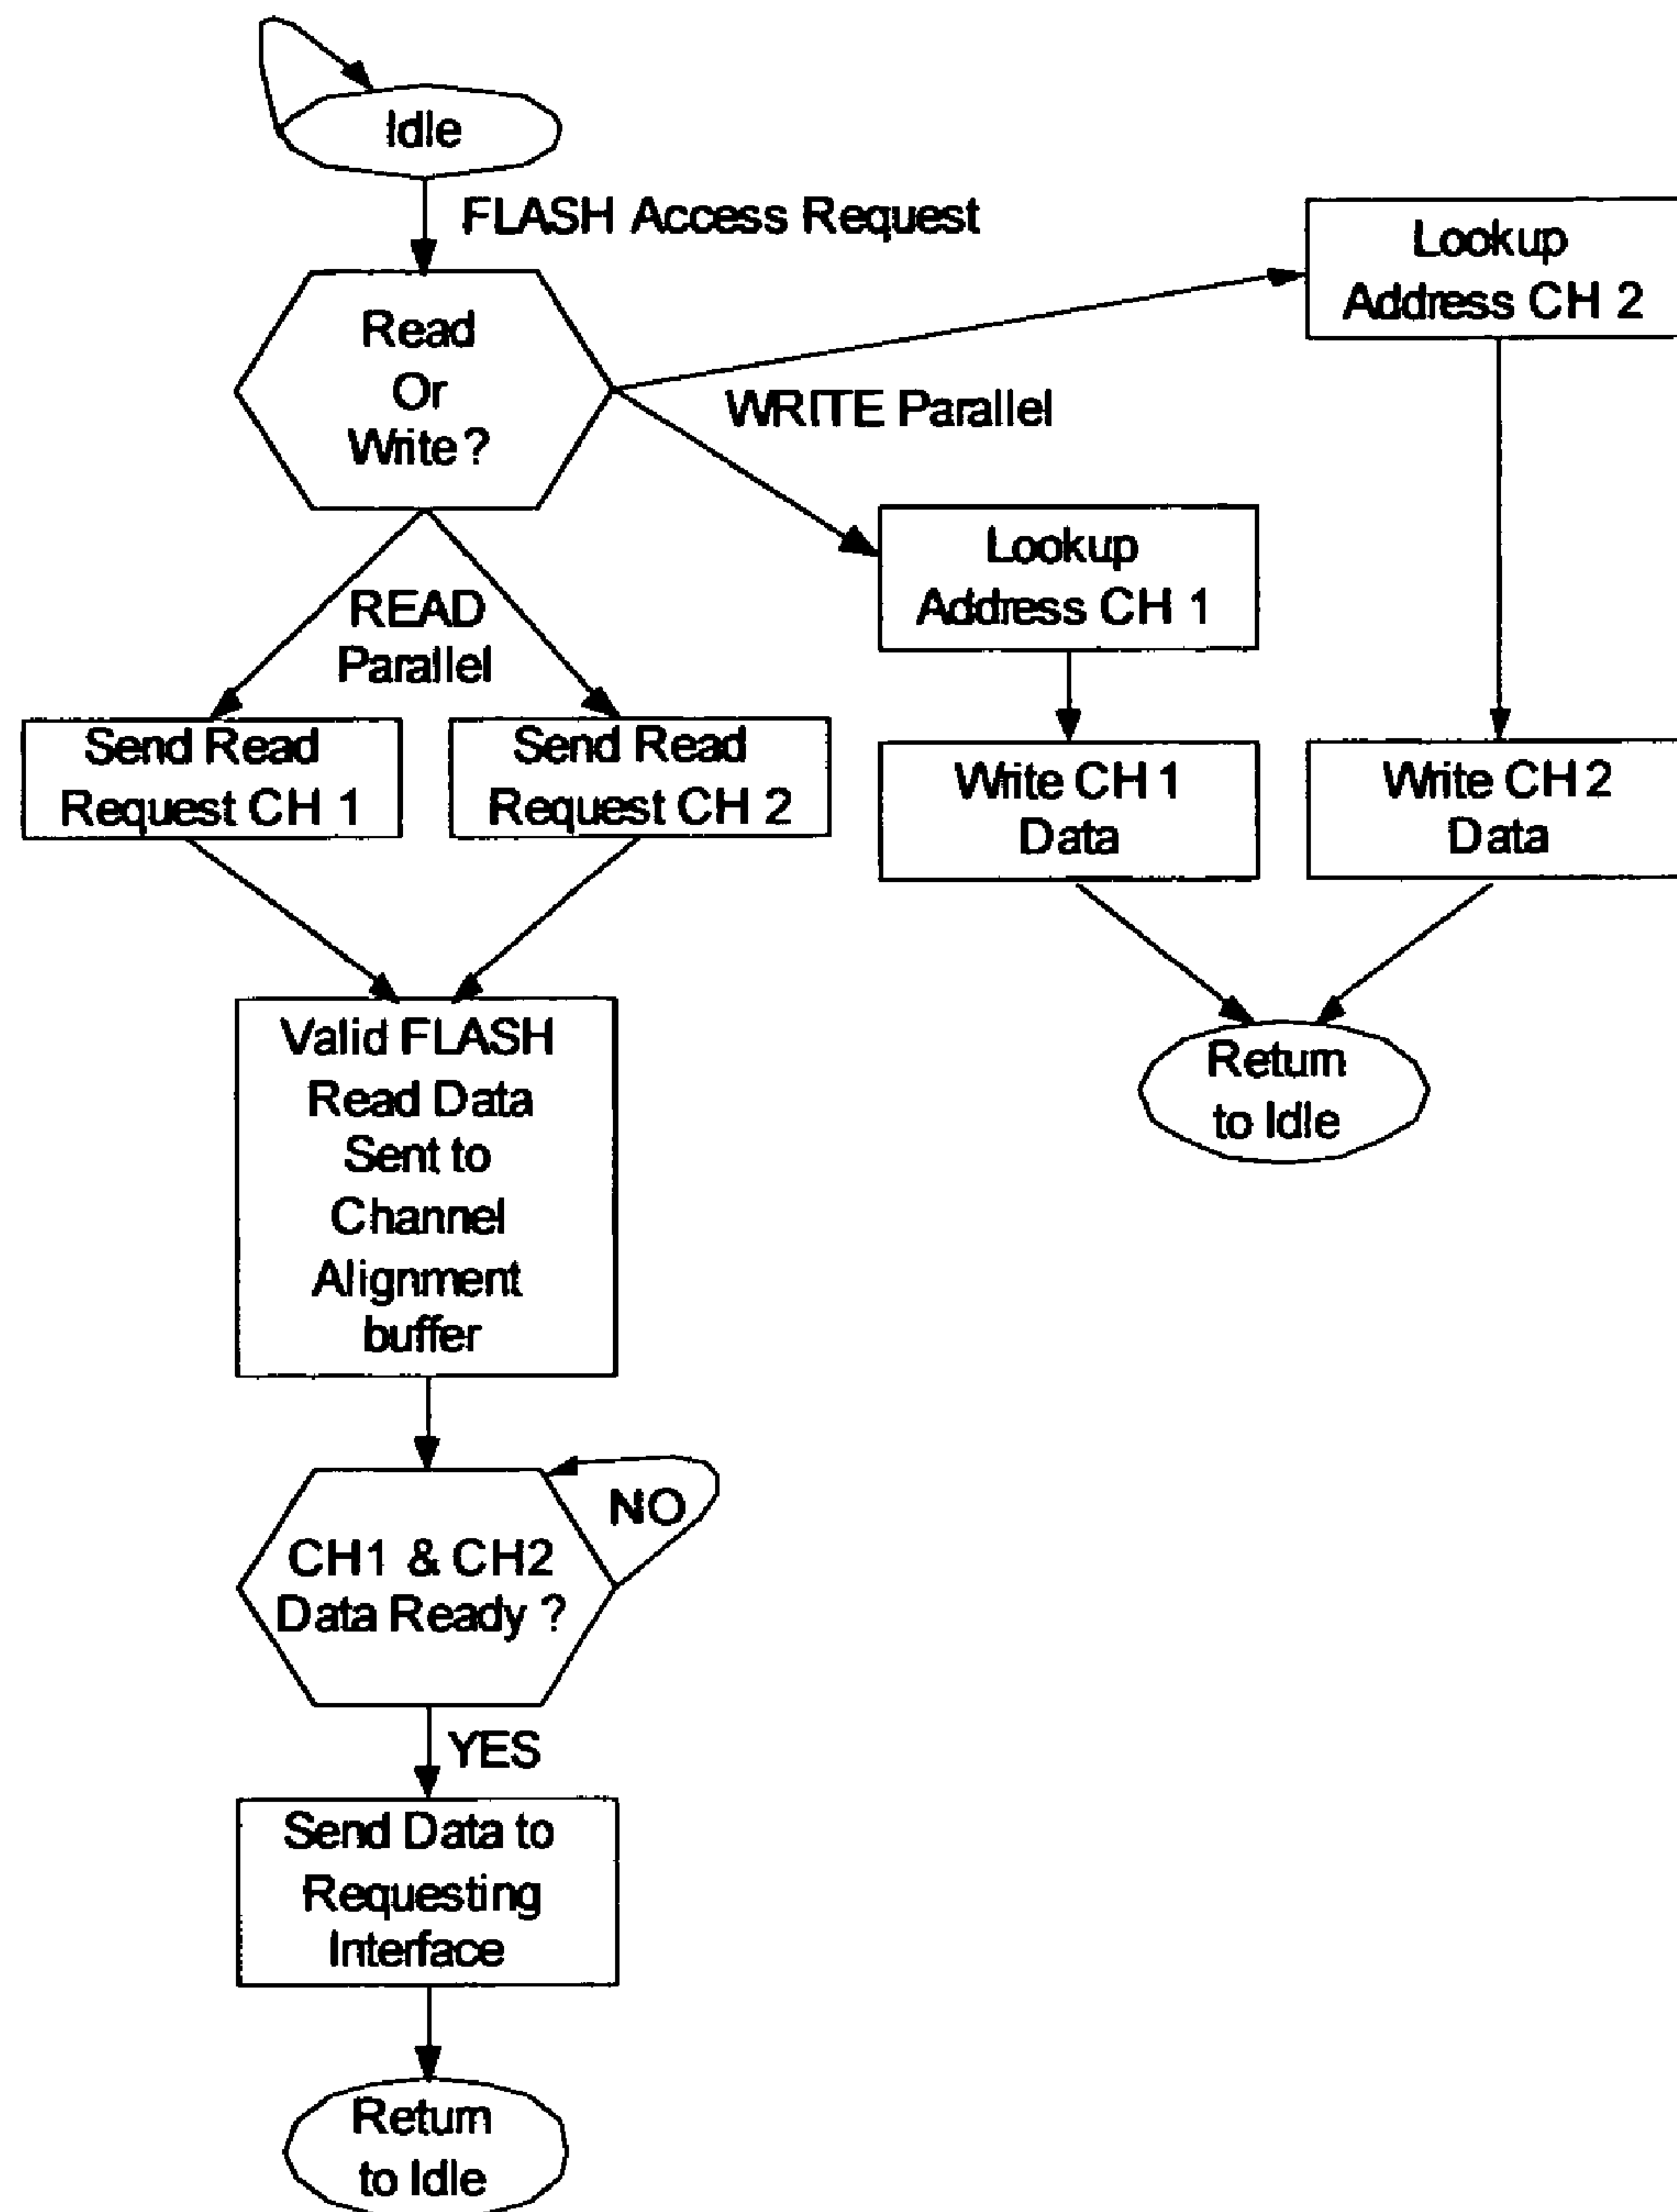 Idle
FLASH Access Request
Lookup
Address CH 2
Read
Or
Write?
WRITE Parallel
Lookup
Address CH 1
READ
Parallel
Send Read
Request CH 1
Send Read
Request CH 2
Write CH 1
Data
Write CH 2
Data
Valid FLASH
Read Data
Sent to
Channel
Alignment
buffer
Return
to Idle
NO
CH1 & CH2
Data Ready ?
YES
Send Data to
Requesting
Interface
Return
to Idle